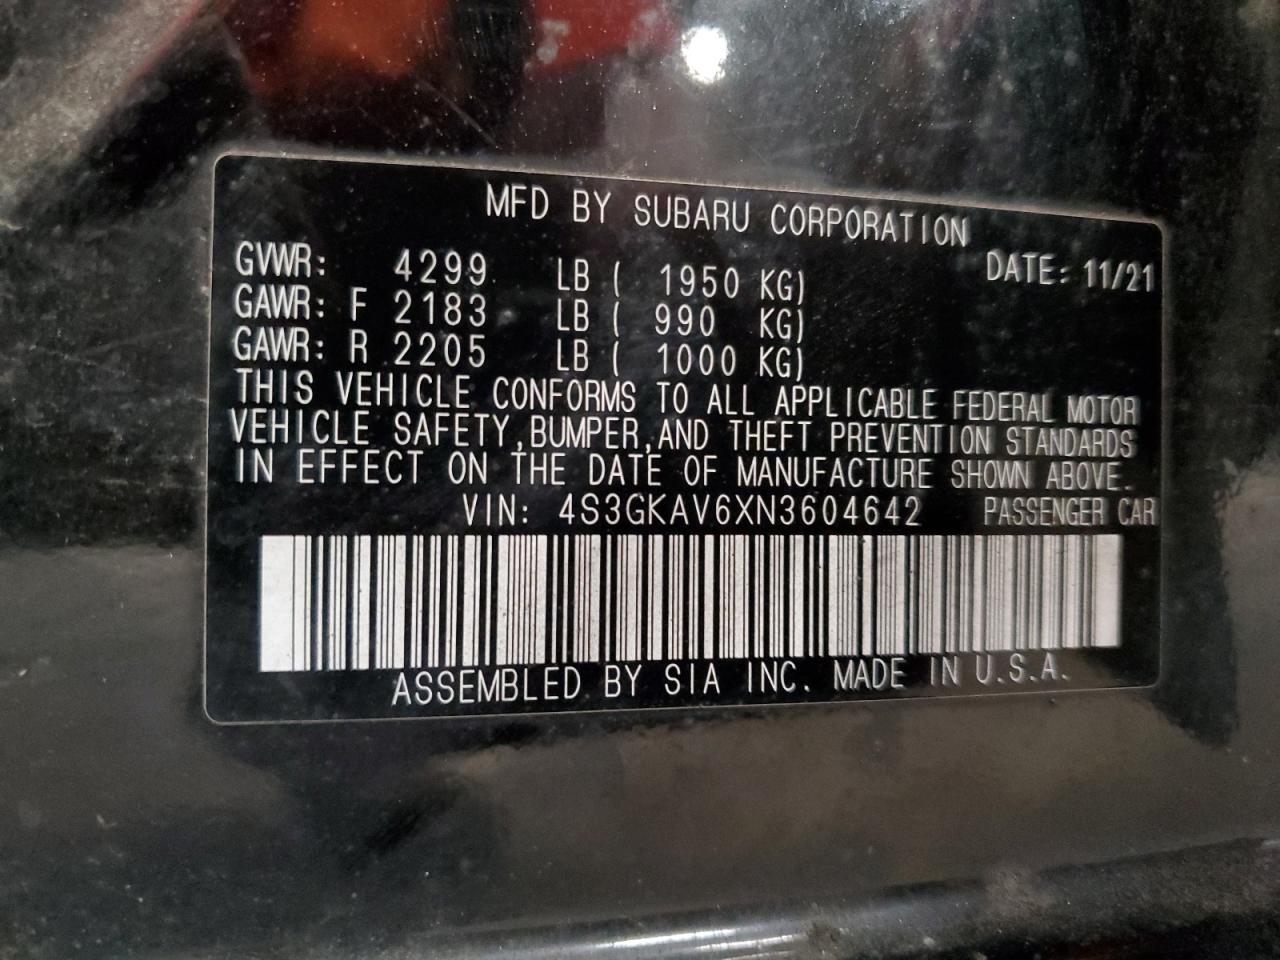 MFD BY SUBARU CORPORATION
GVWR: 4299 LB ( 1950 KG) DATE: 11/21
GAWR: F 2183 LB ( 990 KG)
GAWR: R 2205 LB ( 1000 KG)
THIS VEHICLE CONFORMS TO ALL APPLICABLE FEDERAL MOTOR
VEHICLE SAFETY,BUMPER,AND THEFT PREVENTION STANDARDS
IN EFFECT ON THE DATE OF MANUFACTURE SHOWN ABOVE.
VIN: 4S3GKAV6XN3604642 PASSENGER CAR
ASSEMBLED BY SIA INC. MADE IN U.S.A.